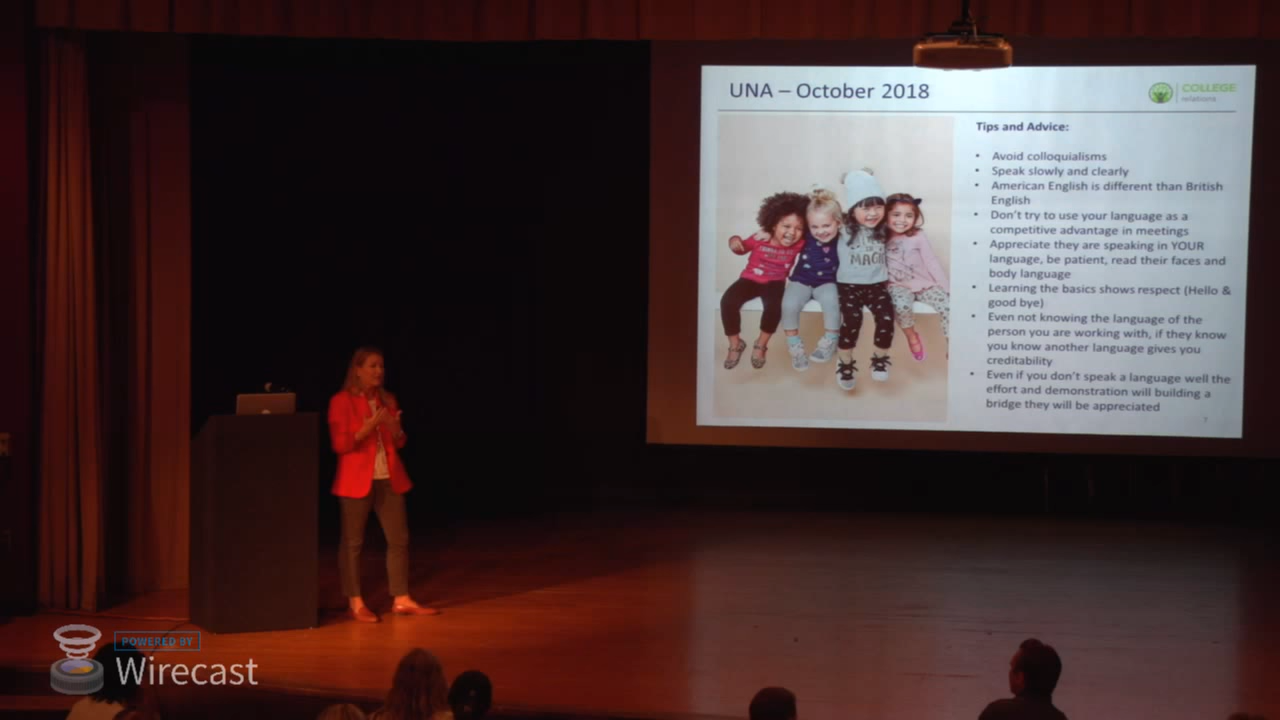 UNA – October 2018
COLLEGE
relations
Tips and Advice:
• Avoid colloquialisms
• Speak slowly and clearly
• American English is different than British
English
• Don't try to use your language as a
competitive advantage in meetings
• Appreciate they are speaking in YOUR
language, be patient, read their faces and
body language
• Learning the basics shows respect (Hello &
good bye)
• Even not knowing the language of the
person you are working with, if they know
you know another language gives you
creditability
• Even if you don't speak a language well the
effort and demonstration will building a
bridge they will be appreciated
7
MAGI
POWERED BY
Wirecast